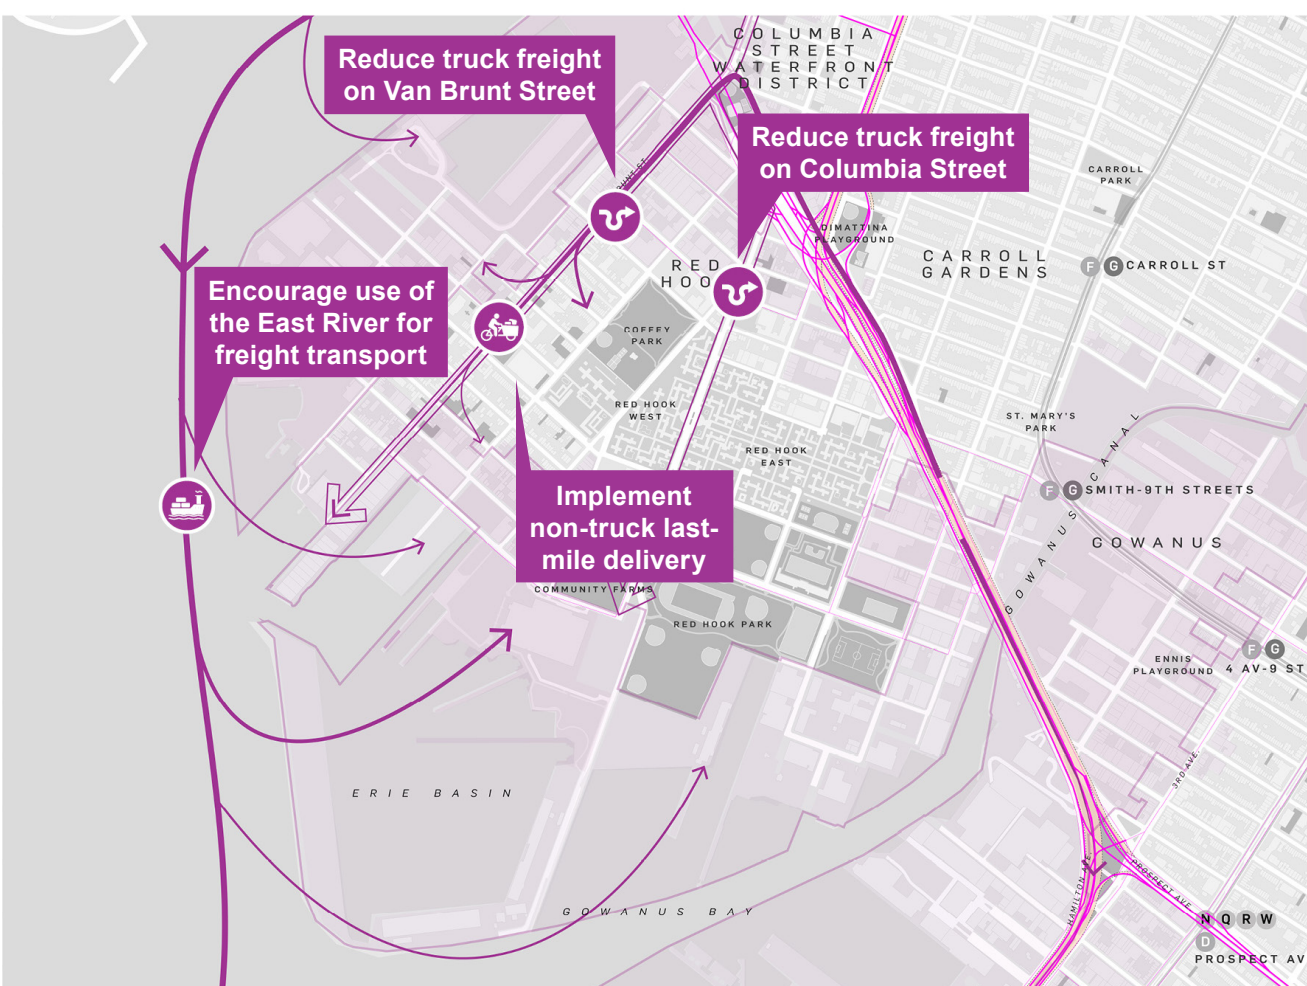 COLUMBIA
STREET
WATERFRONT
DISTRICT
Reduce truck freight
on Van Brunt Street
Reduce truck freight
on Columbia Street
CARROLL
PARK
DIMATTINA
PLAYGROUND
CARROLL
GARDENS
F G CARROLL ST
RED
HOO
Encourage use of
the East River for
freight transport
COFFEY
PARK
RED HOOK
WEST
ST. MARY'S
PARK
RED HOOK
EAST
F G SMITH-9TH STREETS
GOWANUS CANAL
GOWANUS
Implement
non-truck last-
mile delivery
COMMUNITY FARMS
RED HOOK PARK
ENNIS
PLAYGROUND
F G
4 AV-9 ST
3RD AVE.
ERIE BASIN
HAMILTON AVE.
PROSPECT AVE
GOWANUS BAY
N Q R W
D
PROSPECT AV